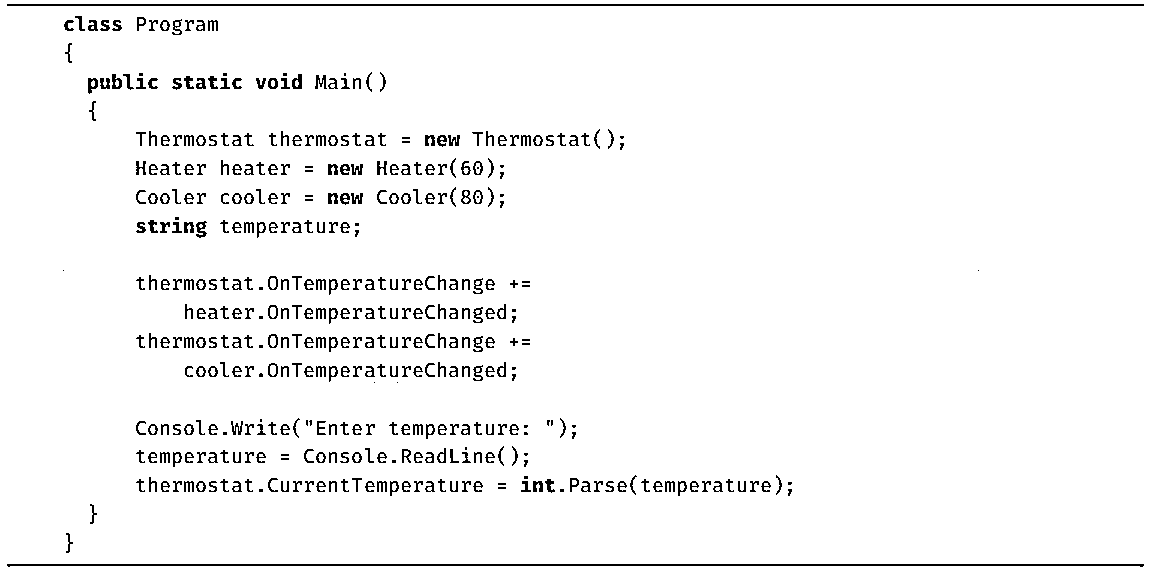 class Program
{
  public static void Main()
  {
      Thermostat thermostat = new Thermostat();
      Heater heater = new Heater(60);
      Cooler cooler = new Cooler(80);
      string temperature;

      thermostat.OnTemperatureChange +=
          heater.OnTemperatureChanged;
      thermostat.OnTemperatureChange +=
          cooler.OnTemperatureChanged;

      Console.Write("Enter temperature: ");
      temperature = Console.ReadLine();
      thermostat.CurrentTemperature = int.Parse(temperature);
  }
}